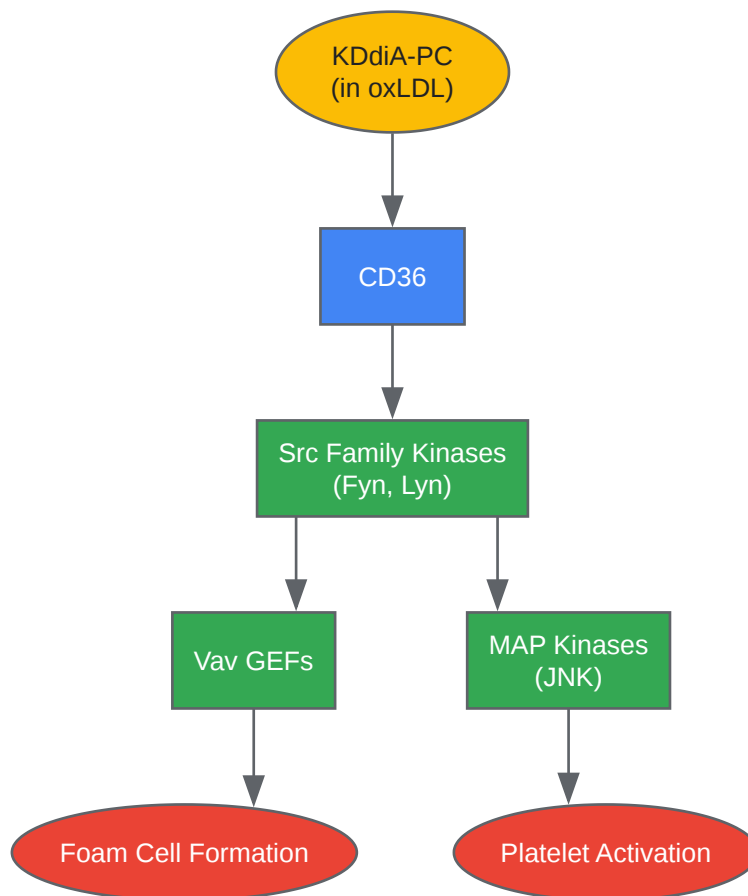 KDdiA-PC
(in oxLDL)
CD36
Src Family Kinases
(Fyn, Lyn)
Vav GEFs
MAP Kinases
(JNK)
Foam Cell Formation
Platelet Activation